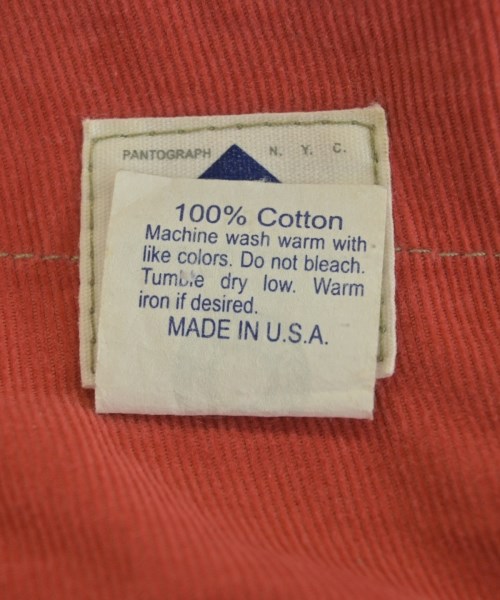 PANTOGRAPH N. Y. C.
100% Cotton
Machine wash warm with
like colors. Do not bleach.
Tumble dry low. Warm
iron if desired.
MADE IN U.S.A.